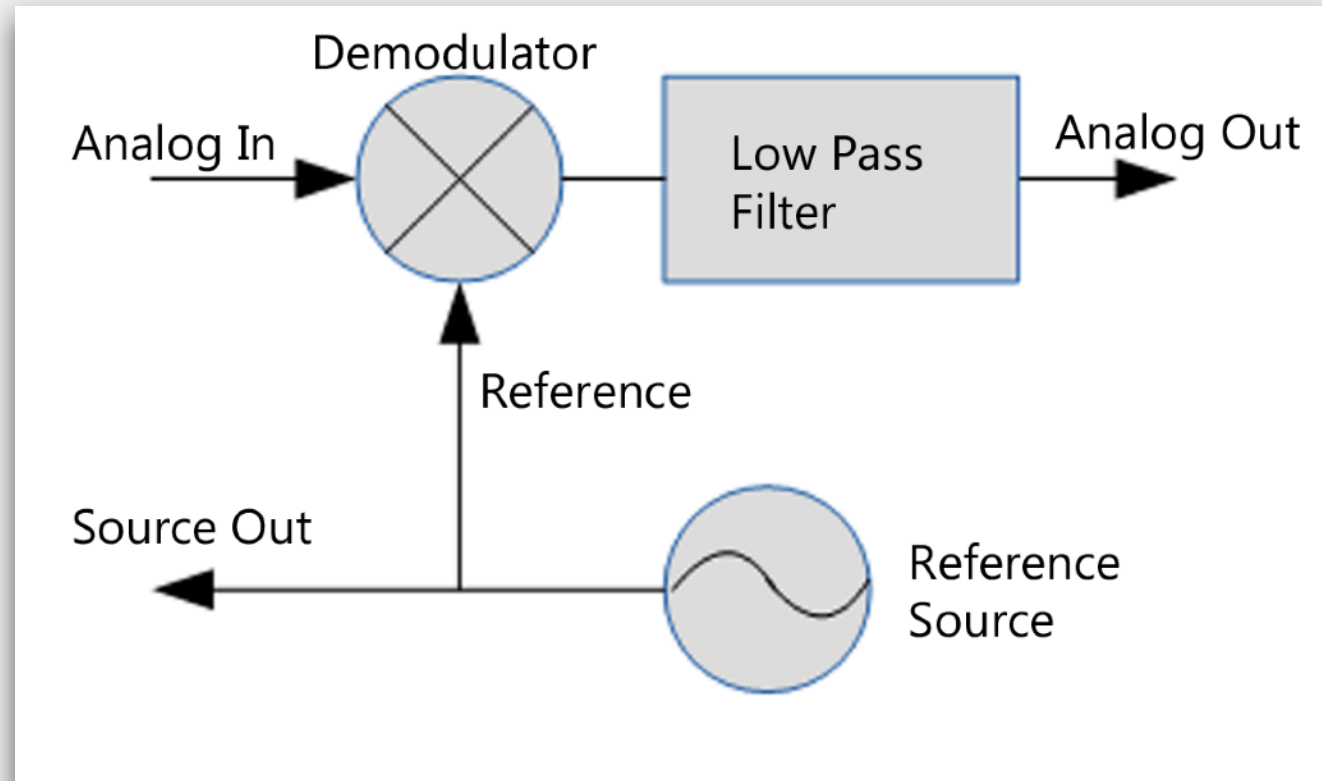 Demodulator
Analog In
Low Pass
Filter
Analog Out
Reference
Source Out
Reference
Source